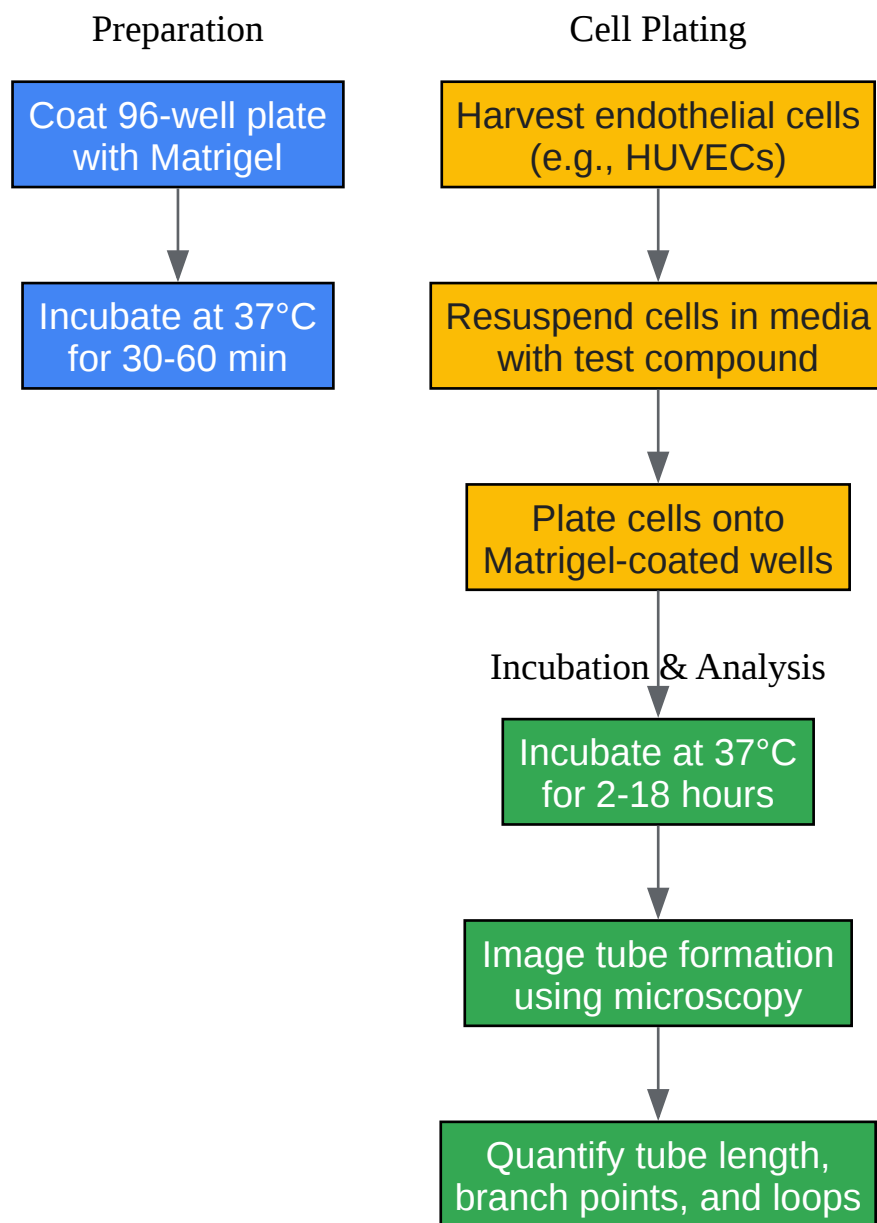 Preparation
Coat 96-well plate
with Matrigel
Incubate at 37°C
for 30-60 min
Cell Plating
Harvest endothelial cells
(e.g., HUVECs)
Resuspend cells in media
with test compound
Plate cells onto
Matrigel-coated wells
Incubation & Analysis
Incubate at 37°C
for 2-18 hours
Image tube formation
using microscopy
Quantify tube length,
branch points, and loops